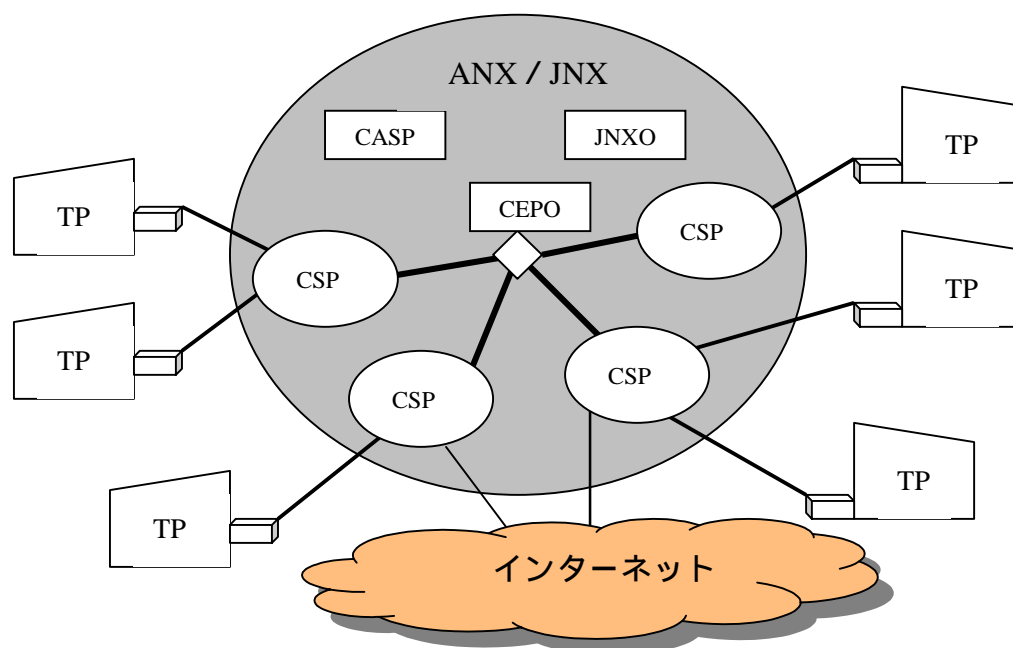 ANX / JNX
CASP
JNXO
TP
CEPO
TP
CSP
TP
CSP
TP
CSP
TP
CSP
TP
TP
インターネット